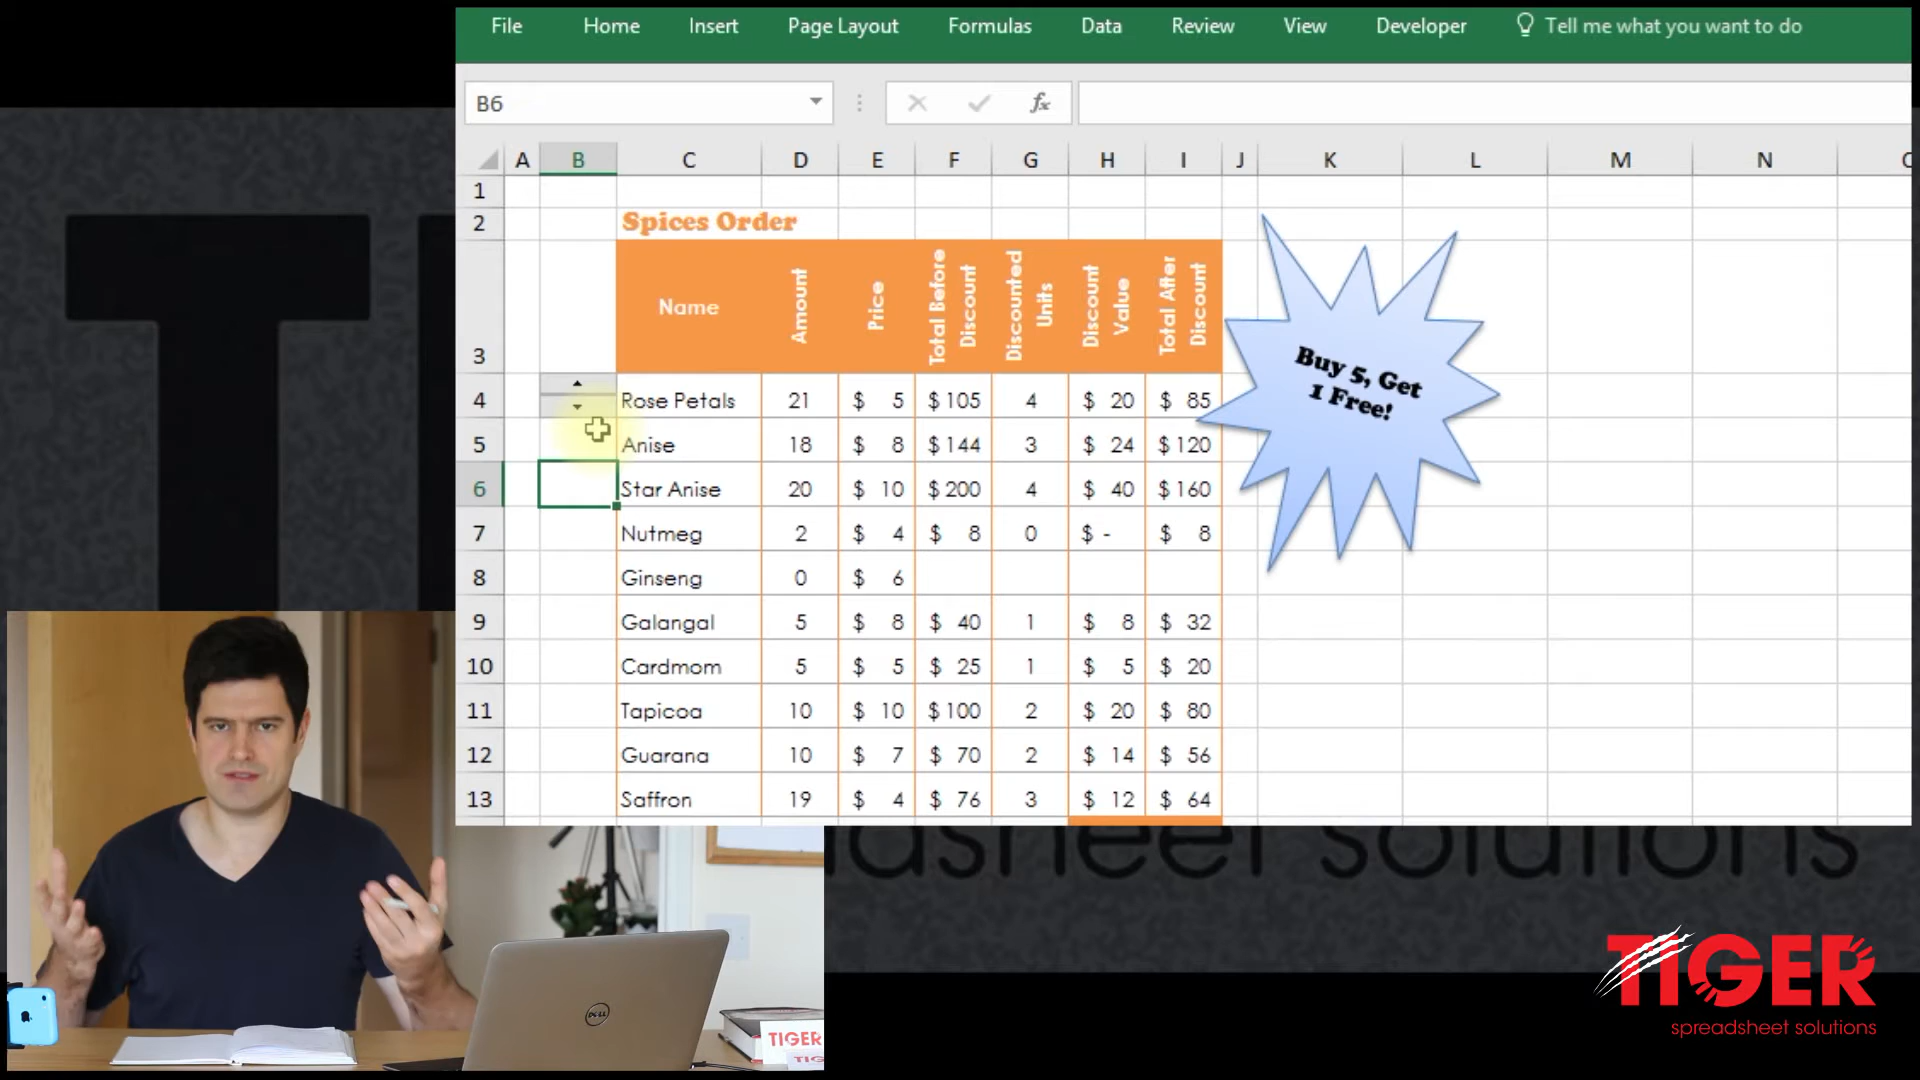 File Home Insert Page Layout Formulas Data Review View Developer Tell me what you want to do
B6 fx
A B C D E F G H I J K L M N
1
2 Spices Order
3 Name Amount Price Total Before Discount Discounted Units Discount Value Total After Discount
4 Rose Petals 21 $ 5 $ 105 4 $ 20 $ 85
5 Anise 18 $ 8 $ 144 3 $ 24 $ 120
6 Star Anise 20 $ 10 $ 200 4 $ 40 $ 160
7 Nutmeg 2 $ 4 $ 8 0 $ - $ 8
8 Ginseng 0 $ 6
9 Galangal 5 $ 8 $ 40 1 $ 8 $ 32
10 Cardmom 5 $ 5 $ 25 1 $ 5 $ 20
11 Tapicoa 10 $ 10 $ 100 2 $ 20 $ 80
12 Guarana 10 $ 7 $ 70 2 $ 14 $ 56
13 Saffron 19 $ 4 $ 76 3 $ 12 $ 64
Buy 5, Get
1 Free!
solutions
DELL
TIGER
TIG
TIGER
spreadsheet solutions